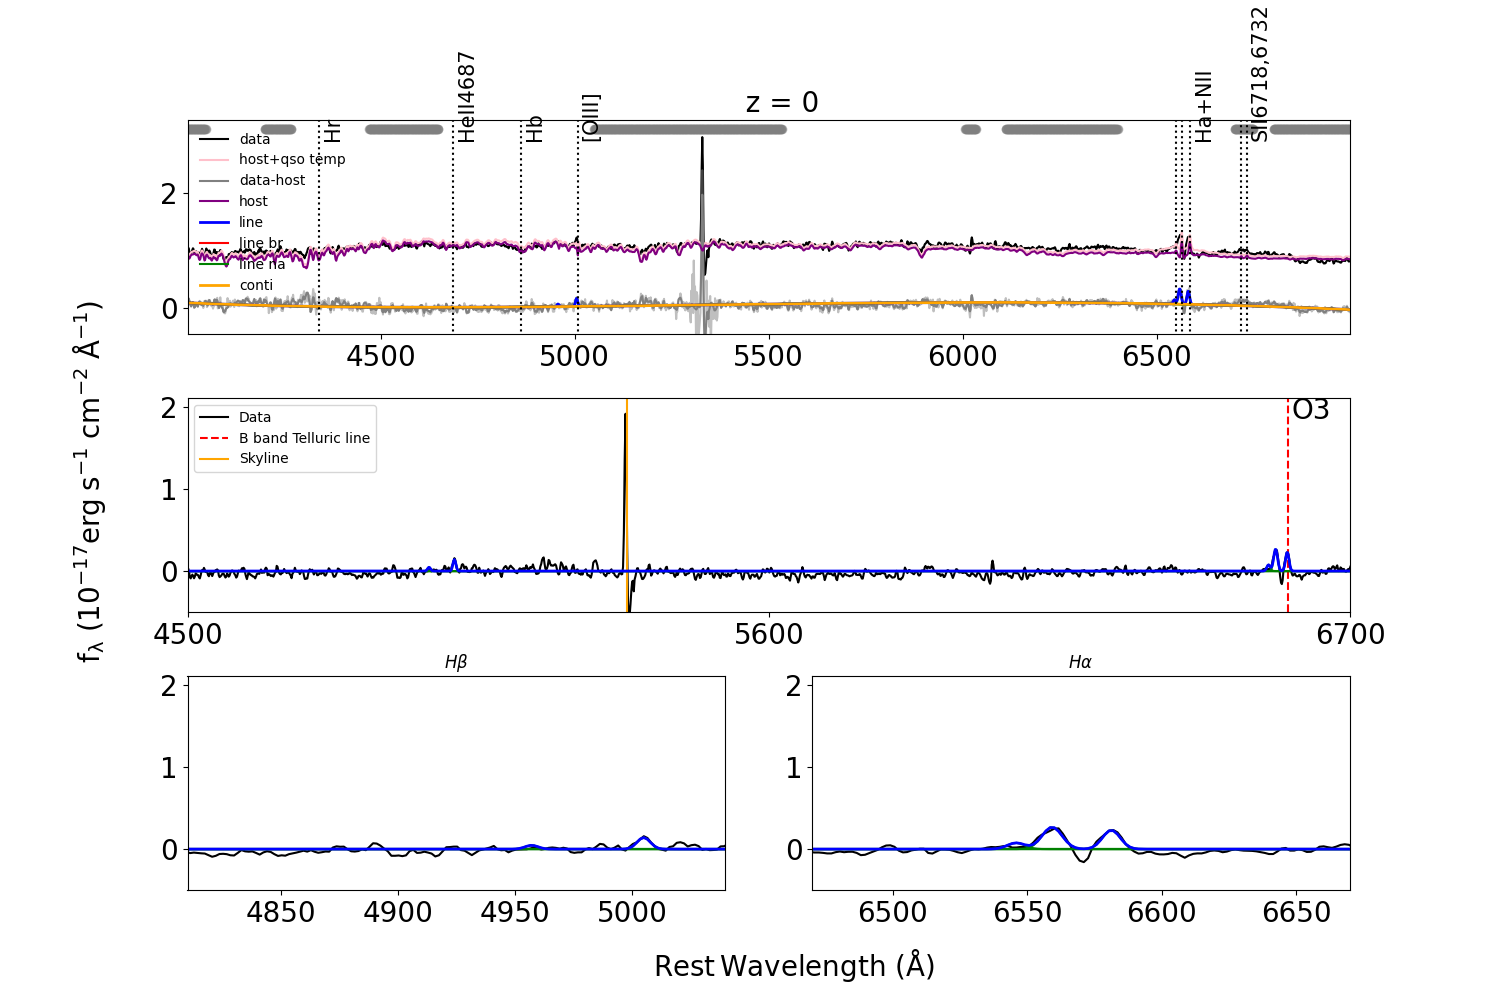 Hr
HeII4687
Hb
[OIII]
z = 0
Ha+NII
SII6718,6732
data
host+qso temp
data-host
host
line
line br
line na
conti
2
0
4500
5000
5500
6000
6500
fλ (10−17erg s−1 cm−2 Å−1)
Data
B band Telluric line
Skyline
O3
2
1
0
4500
5600
6700
Hβ
2
1
0
4850
4900
4950
5000
Hα
2
1
0
6500
6550
6600
6650
Rest Wavelength (Å)